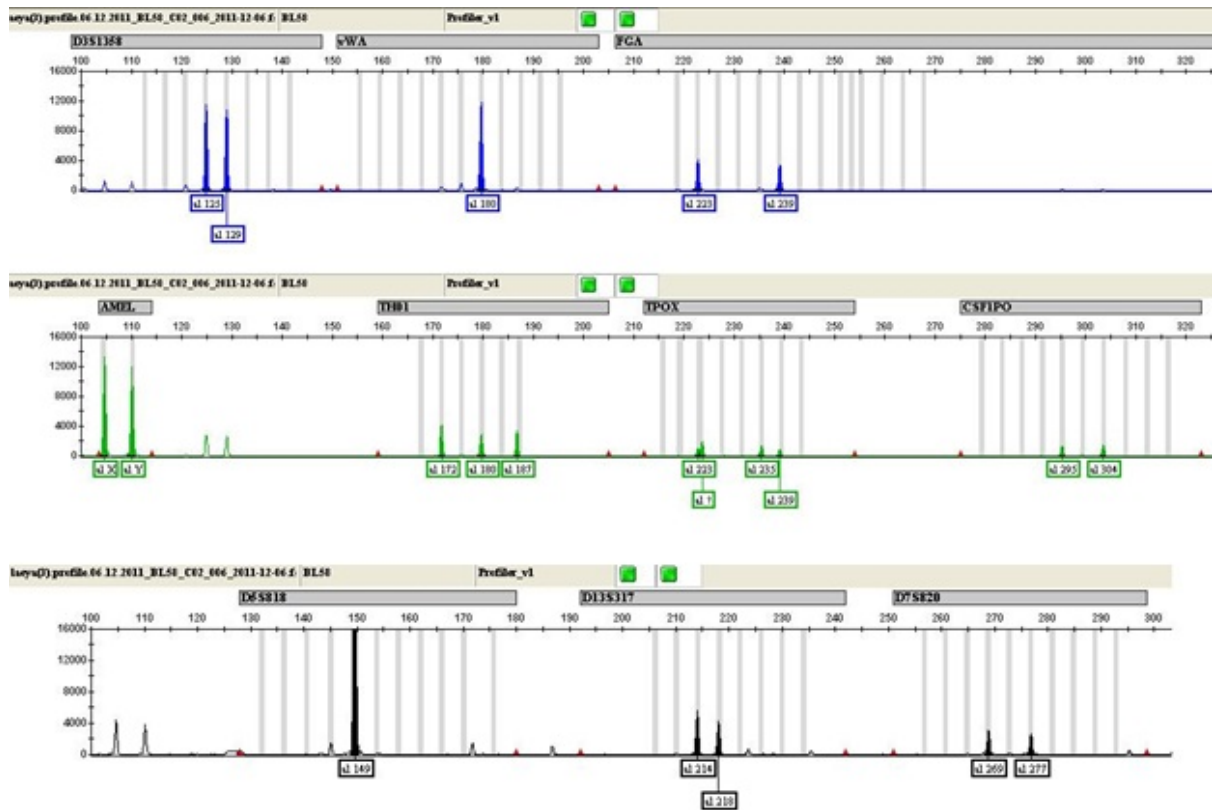 BL50 Profiler_v1
D3S1358 vWA FGA
100 110 120 130 140 150 160 170 180 190 200 210 220 230 240 250 260 270 280 290 300 310 320
16000
12000
8000
4000
0
al 125 al 180 al 223 al 239
al 129
BL50 Profiler_v1
AMEL TH01 TPOX CSF1PO
100 110 120 130 140 150 160 170 180 190 200 210 220 230 240 250 260 270 280 290 300 310 320
16000
12000
8000
4000
0
al X al Y al 172 al 180 al 187 al 223 al 235 al 295 al 304
al ? al 239
BL50 Profiler_v1
D5S818 D13S317 D7S820
100 110 120 130 140 150 160 170 180 190 200 210 220 230 240 250 260 270 280 290 300
16000
12000
8000
4000
0
al 149 al 214 al 269 al 277
al 218